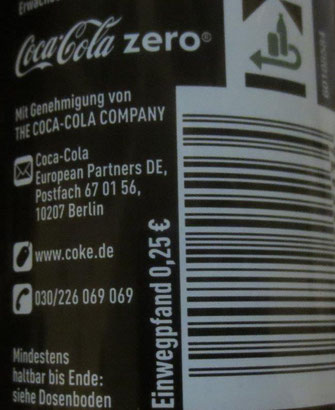 Coca-Cola zero®
Mit Genehmigung von
THE COCA-COLA COMPANY
Coca-Cola
European Partners DE,
Postfach 67 01 56,
10207 Berlin
www.coke.de
030/226 069 069
Mindestens
haltbar bis Ende:
siehe Dosenboden
Einwegpfand 0,25 €